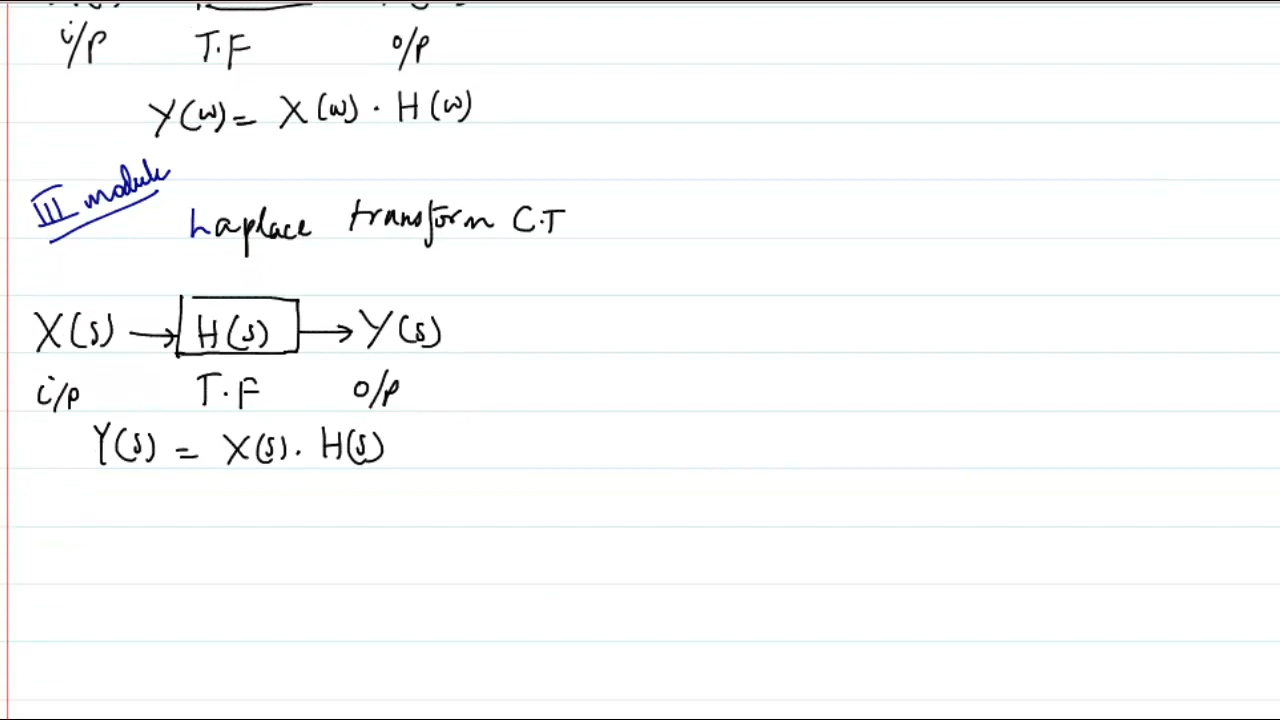 i/p T.F o/p
Y(w) = X(w) . H(w)
III module
Laplace transform C.T
X(s) → H(s) → Y(s)
i/p T.F o/p
Y(s) = X(s) . H(s)